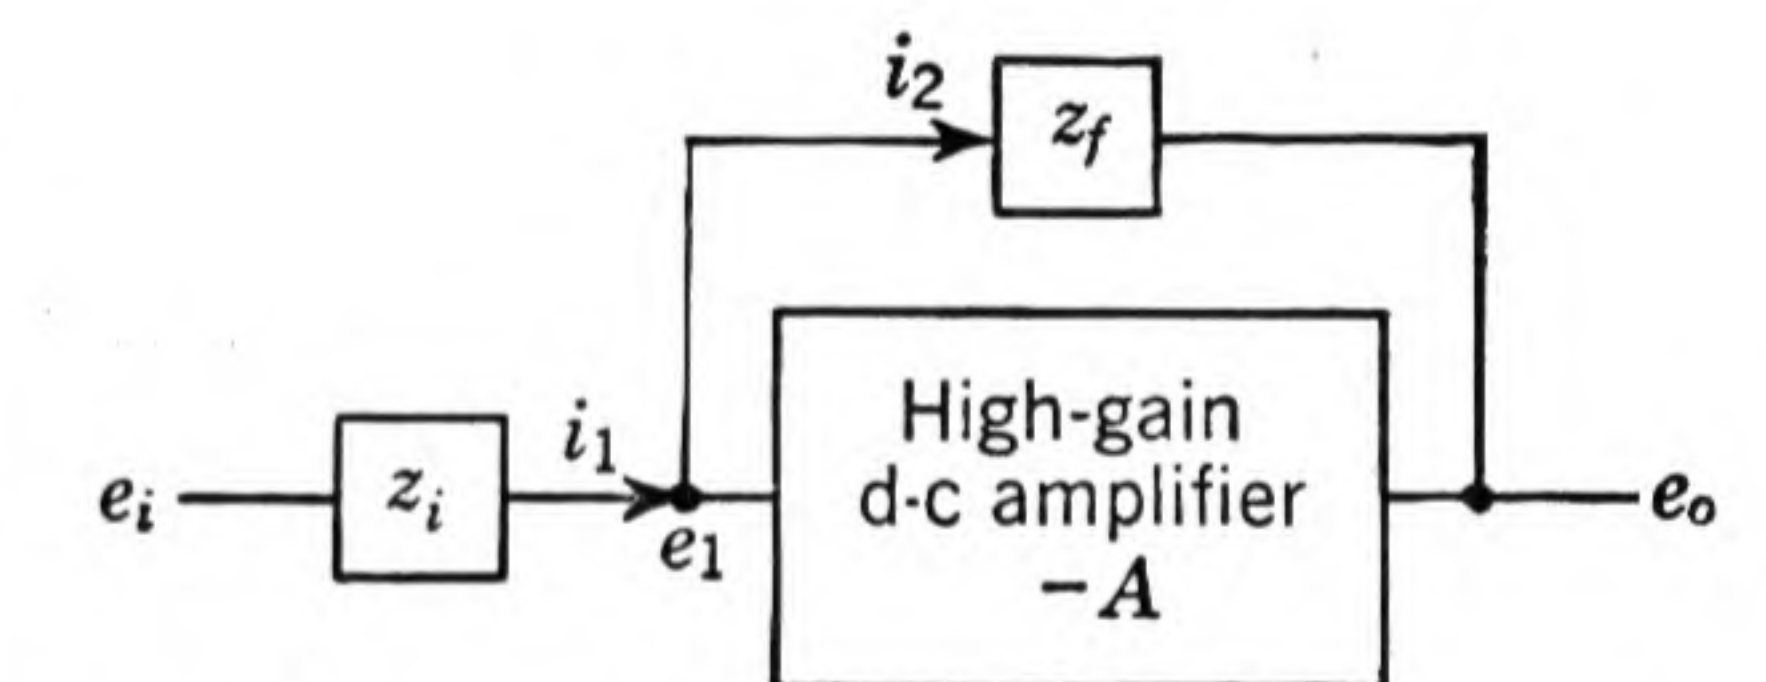 i2
zf
High-gain
i1
ei
zi
d-c amplifier
eo
e1
-A